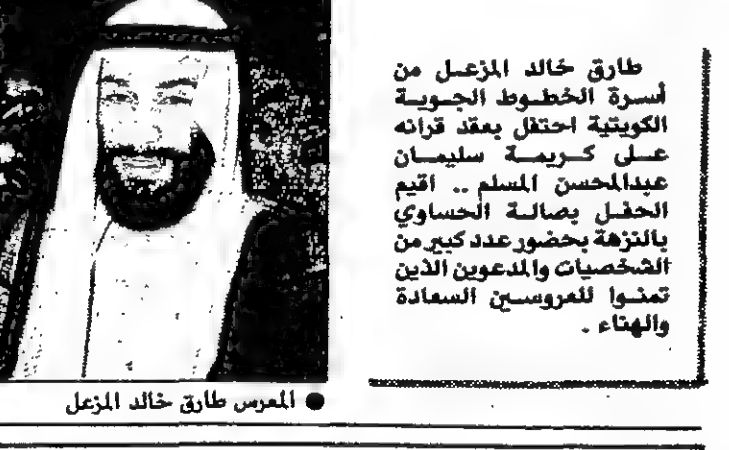 طارق خالد المزعل من
أسرة الخطوط الجوية
الكويتية احتفل بعقد قرانه
على كريمة سليمان
عبدالمحسن المسلم .. اقيم
الحفل بصالة الحساوي
بالنزهة بحضور عدد كبير من
الشخصيات والمدعوين الذين
تمنوا للعروسين السعادة
والهناء .
● المعرس طارق خالد المزعل